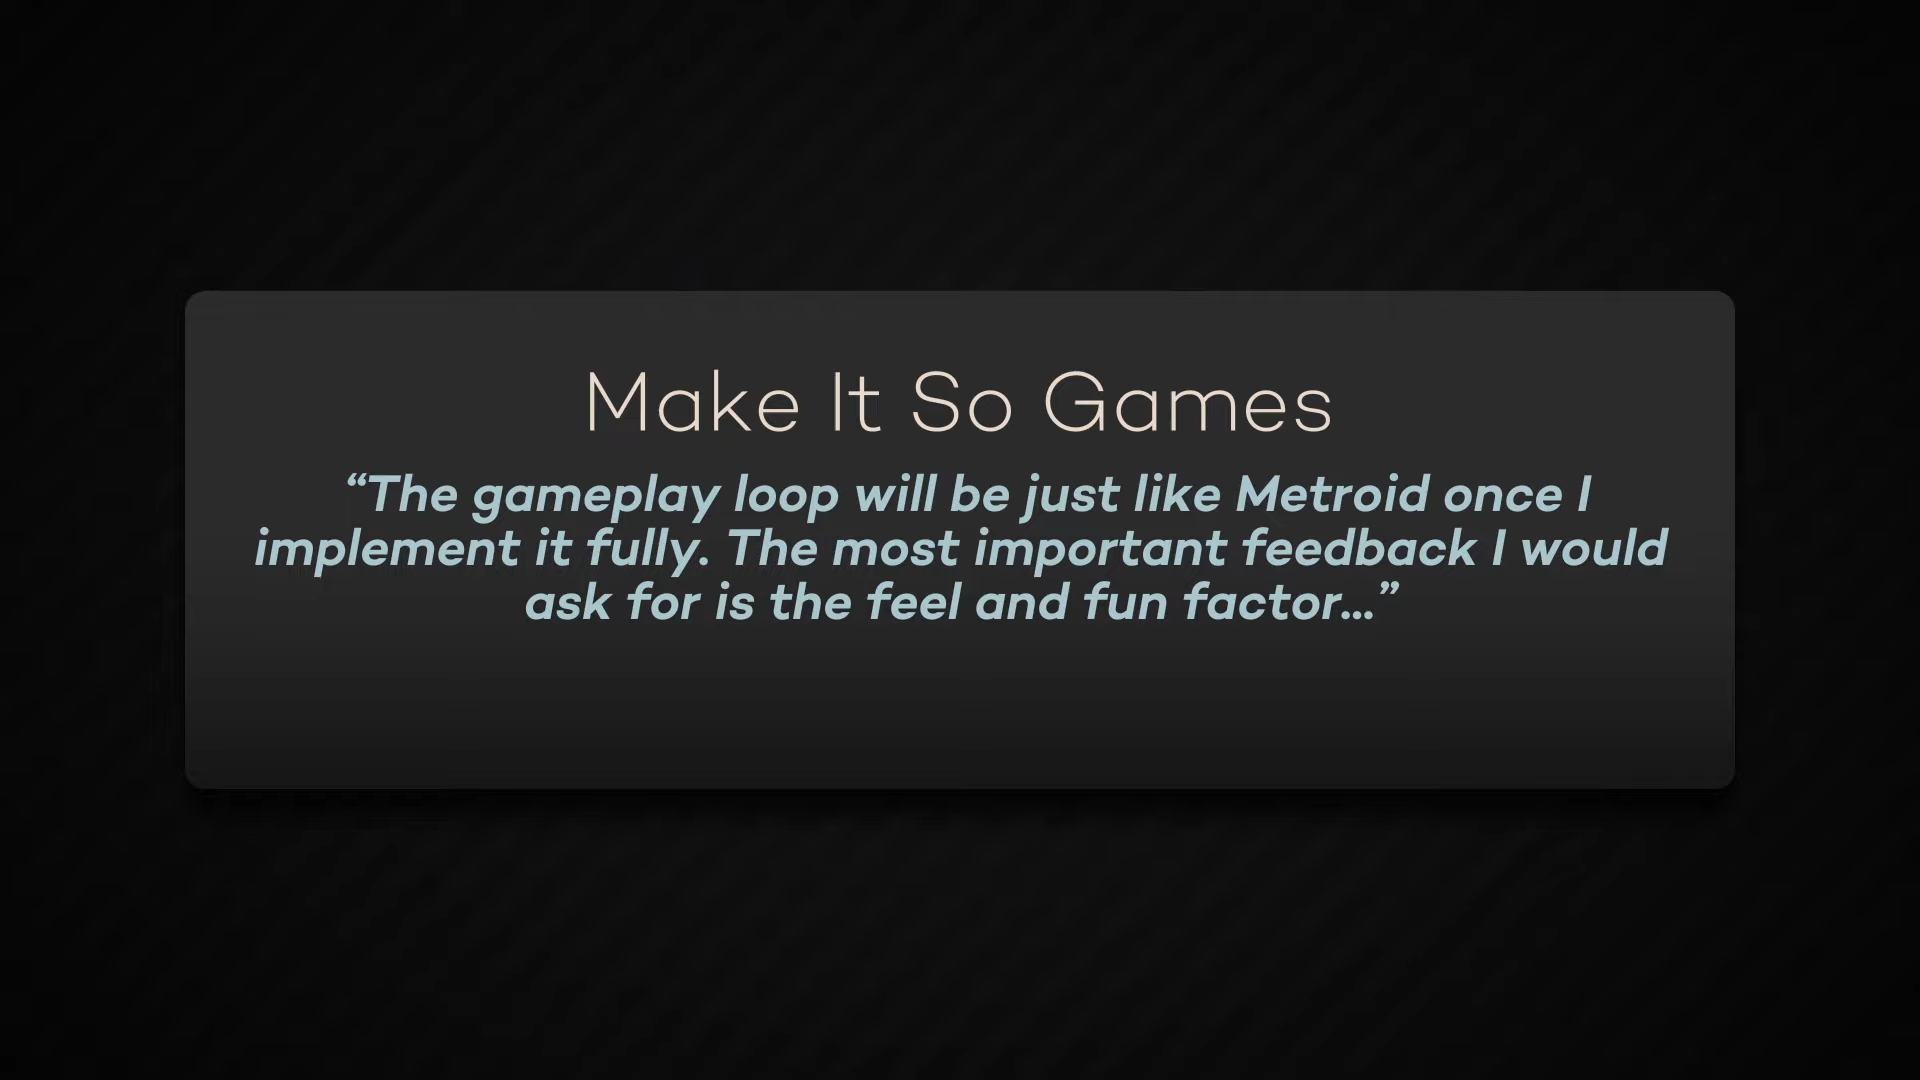 Make It So Games
“The gameplay loop will be just like Metroid once I
implement it fully. The most important feedback I would
ask for is the feel and fun factor...”